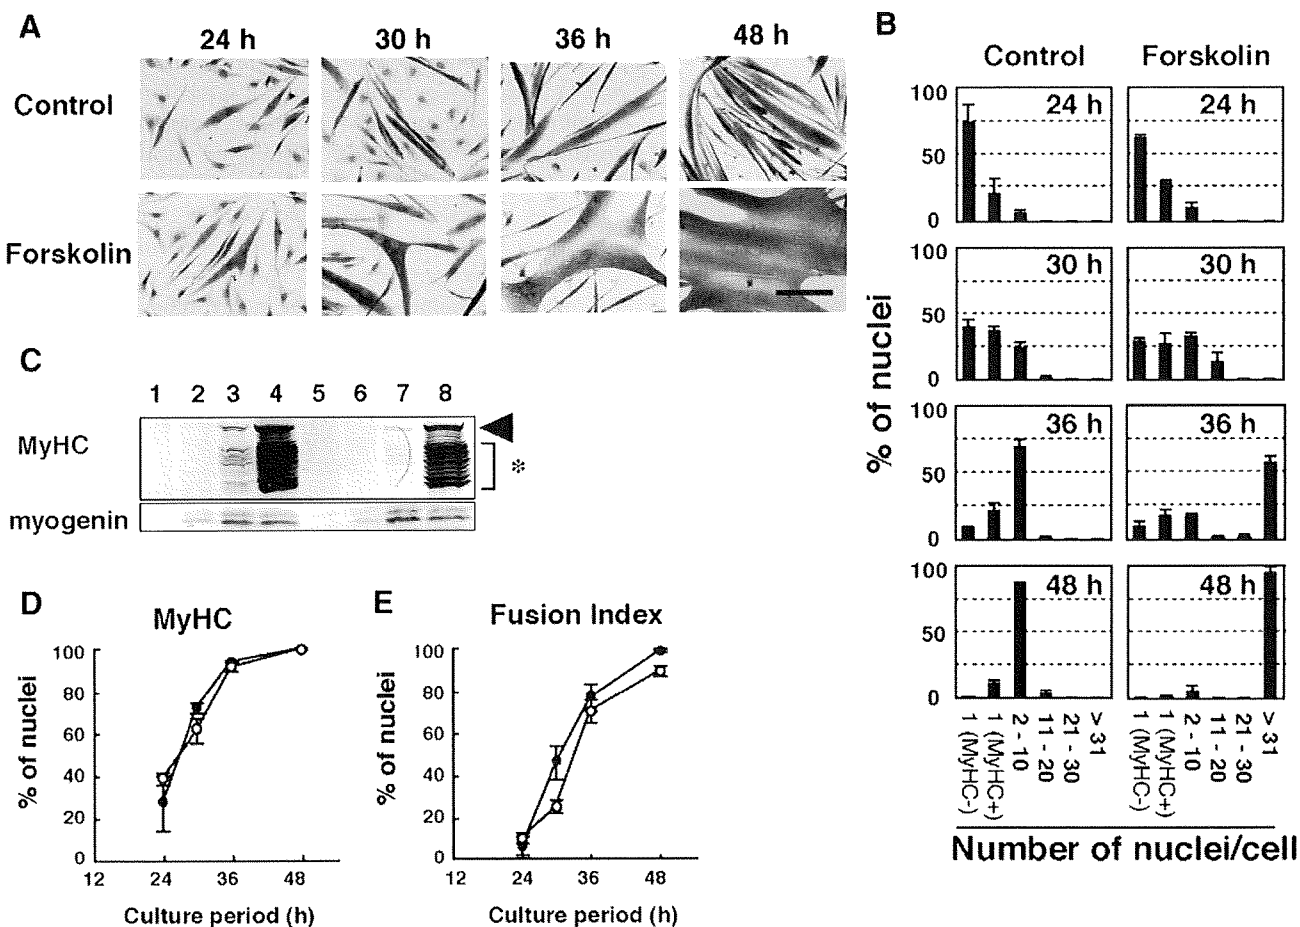 A
24 h 30 h 36 h 48 h
Control
Forskolin
B
Control Forskolin
% of nuclei
100 24 h 24 h
50
0
100 30 h 30 h
50
0
100 36 h 36 h
50
0
100 48 h 48 h
50
0
1 (MyHC-)
1 (MyHC+)
2 - 10
11 - 20
21 - 30
> 31
1 (MyHC-)
1 (MyHC+)
2 - 10
11 - 20
21 - 30
> 31
Number of nuclei/cell
C
1 2 3 4 5 6 7 8
MyHC
*
myogenin
D
MyHC
% of nuclei
100
80
60
40
20
0
12 24 36 48
Culture period (h)
E
Fusion Index
% of nuclei
100
80
60
40
20
0
12 24 36 48
Culture period (h)